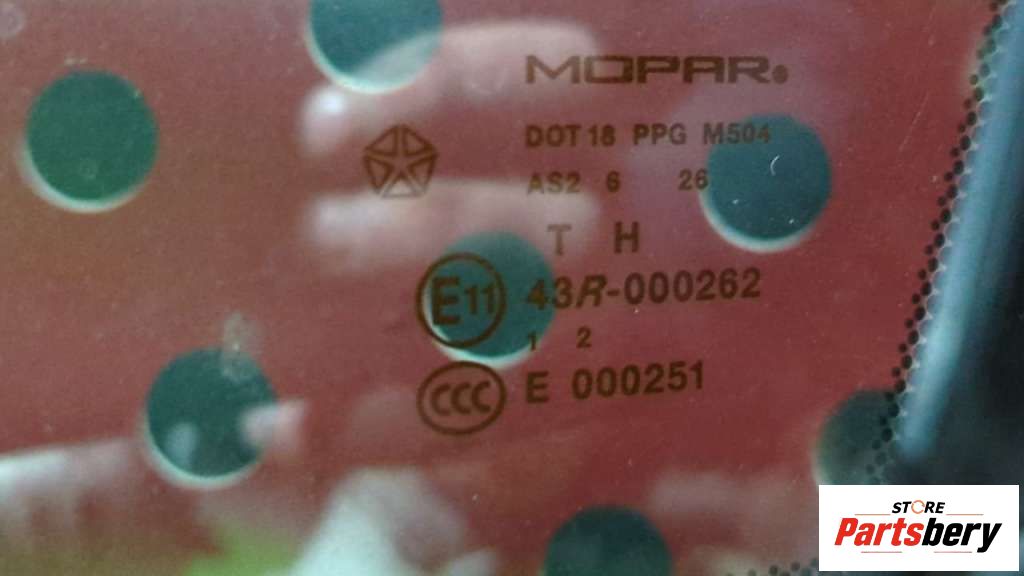 MOPAR®
DOT 18 PPG M504
AS2 6 26
T H
E11 43R-000262
1 2
CCC E 000251
STORE
Partsbery